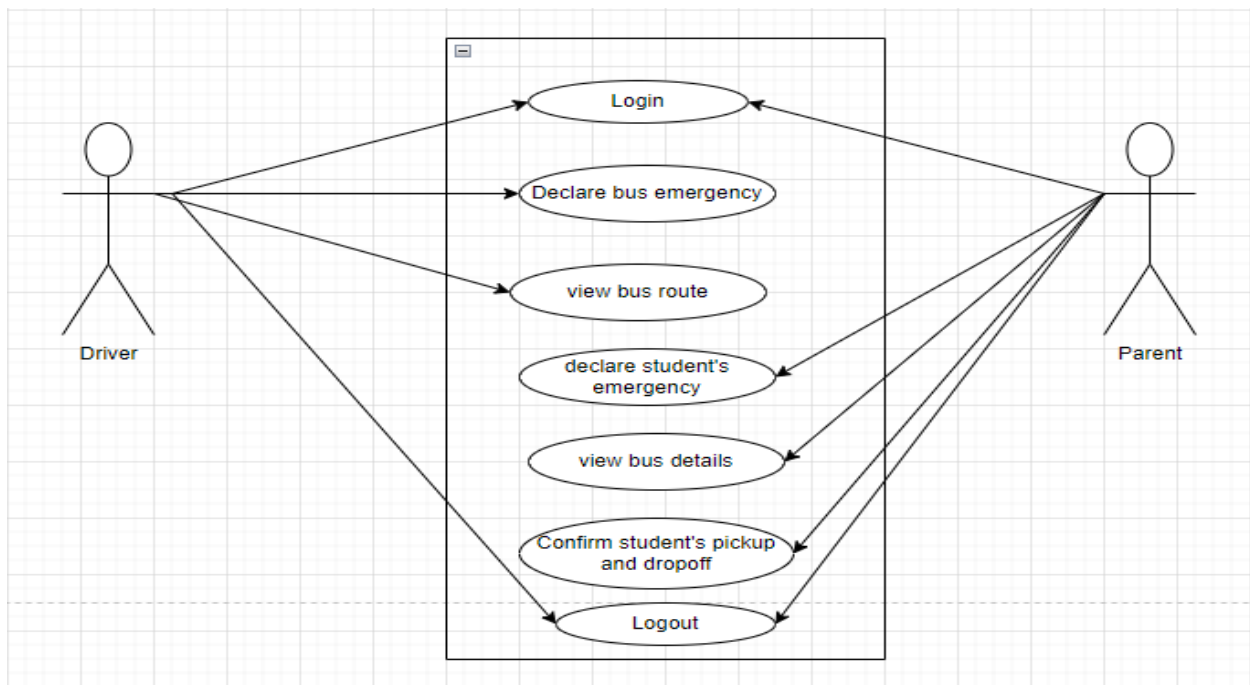 Login
Declare bus emergency
view bus route
Driver
Parent
declare student's
emergency
view bus details
Confirm student's pickup
and dropoff
Logout